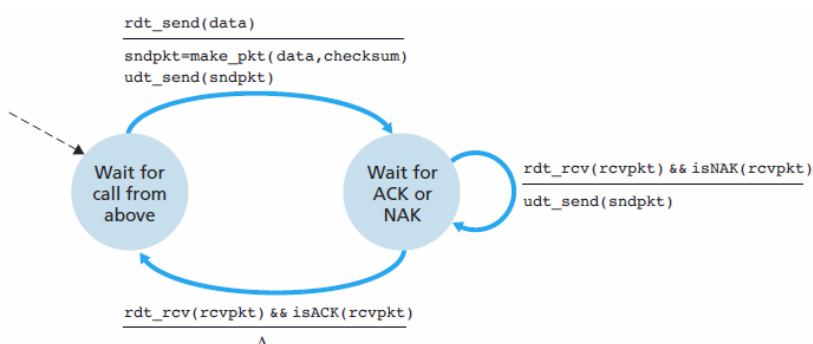 rdt_send(data)
sndpkt=make_pkt(data,checksum)
udt_send(sndpkt)
Wait for
call from
above
Wait for
ACK or
NAK
rdt_rcv(rcvpkt) && isNAK(rcvpkt)
udt_send(sndpkt)
rdt_rcv(rcvpkt) && isACK(rcvpkt)
Λ